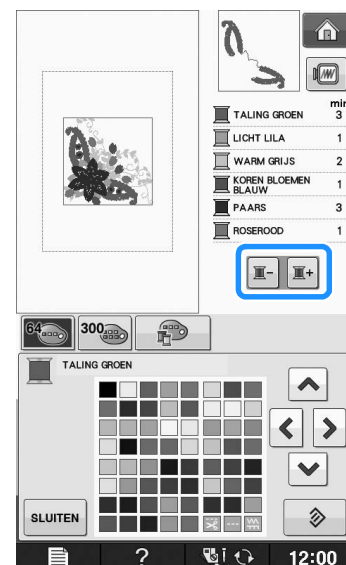 min
TALING GROEN 3
LICHT LILA 1
WARM GRIJS 2
KOREN BLOEMEN
BLAUW 1
PAARS 3
ROSEROOD 1
- +
64 300
TALING GROEN
SLUITEN
? 12:00